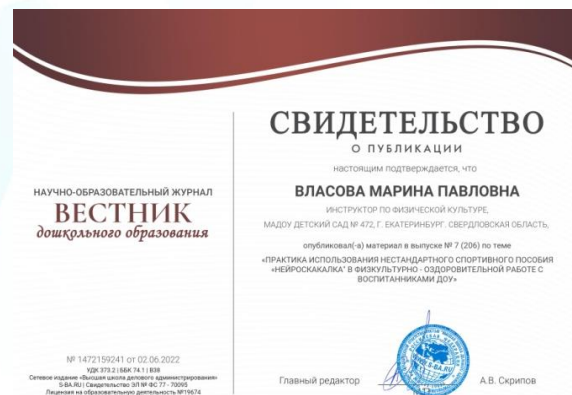 НАУЧНО-ОБРАЗОВАТЕЛЬНЫЙ ЖУРНАЛ
ВЕСТНИК
дошкольного образования
№ 1472159241 от 02.06.2022
УДК 373.2 | ББК 74.1 | В38
Сетевое издание «Высшая школа делового администрирования»
S-BA.RU | Свидетельство ЭЛ № ФС 77 - 70095
Лицензия на образовательную деятельность №19674
СВИДЕТЕЛЬСТВО
О ПУБЛИКАЦИИ
настоящим подтверждается, что
ВЛАСОВА МАРИНА ПАВЛОВНА
ИНСТРУКТОР ПО ФИЗИЧЕСКОЙ КУЛЬТУРЕ,
МАДОУ ДЕТСКИЙ САД № 472, Г. ЕКАТЕРИНБУРГ. СВЕРДЛОВСКАЯ ОБЛАСТЬ,
опубликовал(-а) материал в выпуске № 7 (206) по теме
«ПРАКТИКА ИСПОЛЬЗОВАНИЯ НЕСТАНДАРТНОГО СПОРТИВНОГО ПОСОБИЯ
«НЕЙРОСКАКАЛКА" В ФИЗКУЛЬТУРНО - ОЗДОРОВИТЕЛЬНОЙ РАБОТЕ С
ВОСПИТАННИКАМИ ДОУ»
Главный редактор
S-BA.RU
А.В. Скрипов